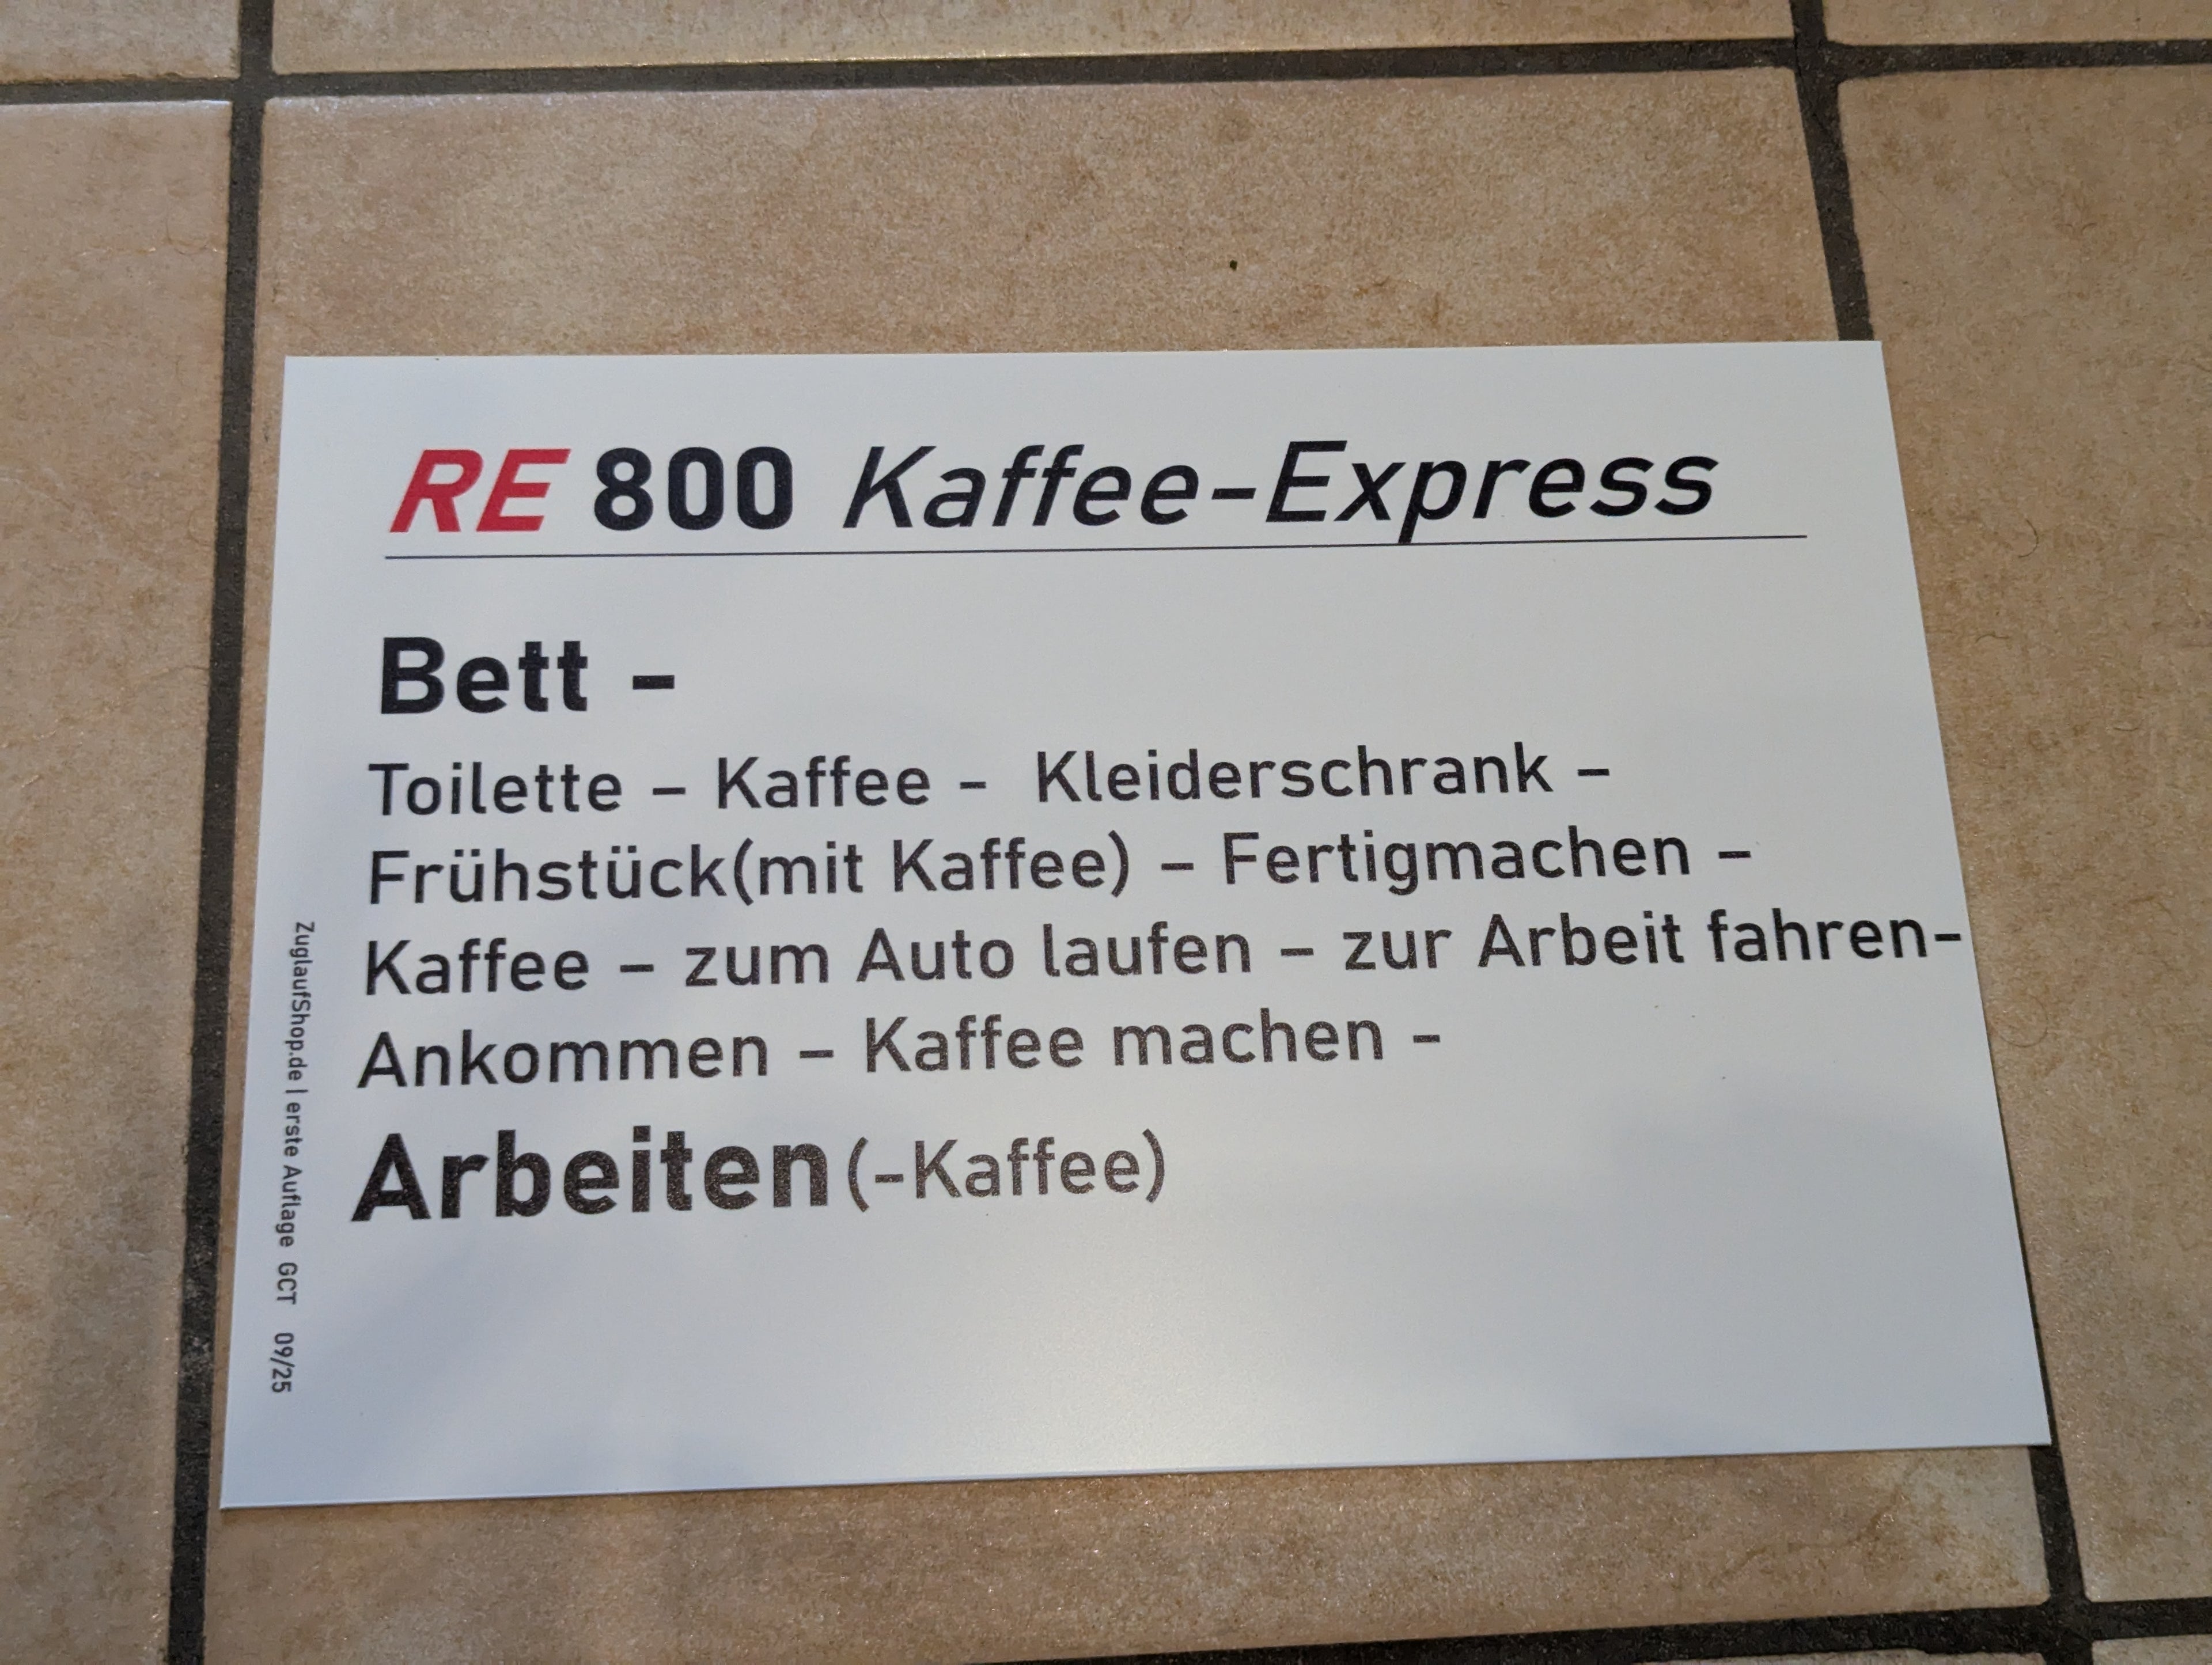 RE 800 Kaffee-Express
Bett -
Toilette – Kaffee - Kleiderschrank –
Frühstück(mit Kaffee) – Fertigmachen –
Kaffee – zum Auto laufen – zur Arbeit fahren-
Ankommen – Kaffee machen -
Arbeiten (-Kaffee)
ZuglaufShop.de | erste Auflage GCT 09/25